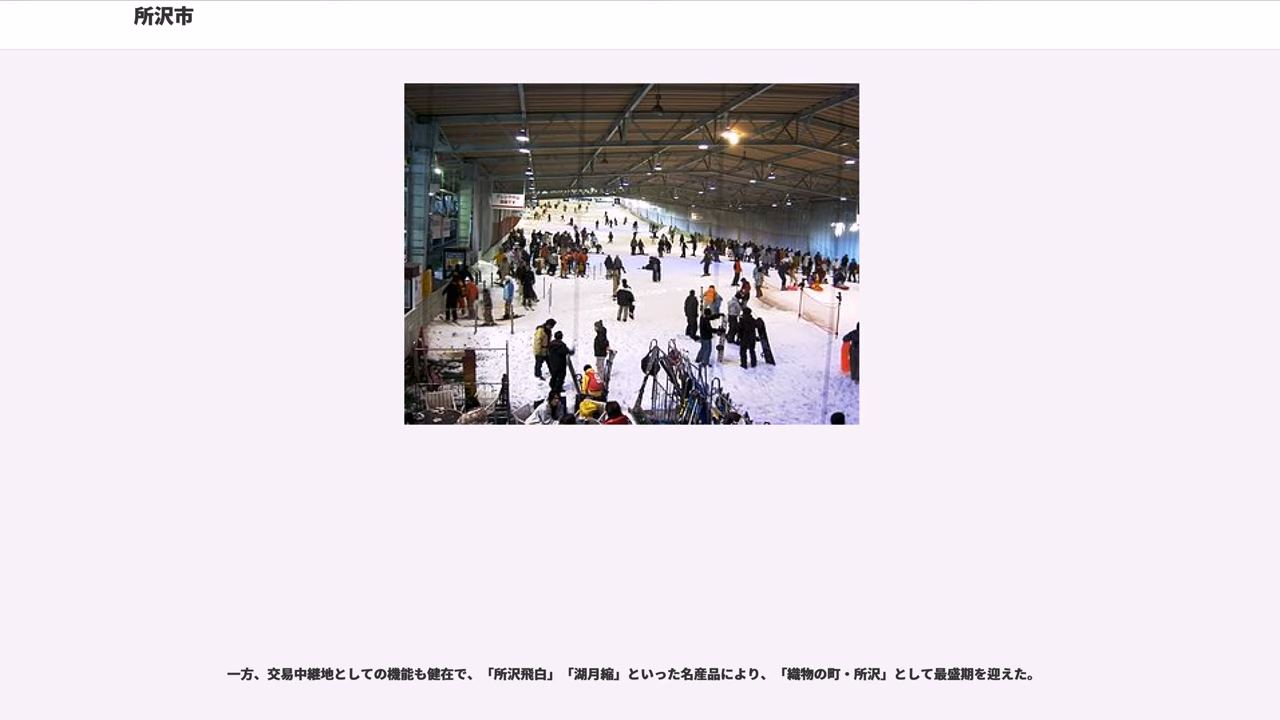 所沢市
一方、交易中継地としての機能も健在で、「所沢飛白」「湖月縮」といった名産品により、「織物の町・所沢」として最盛期を迎えた。